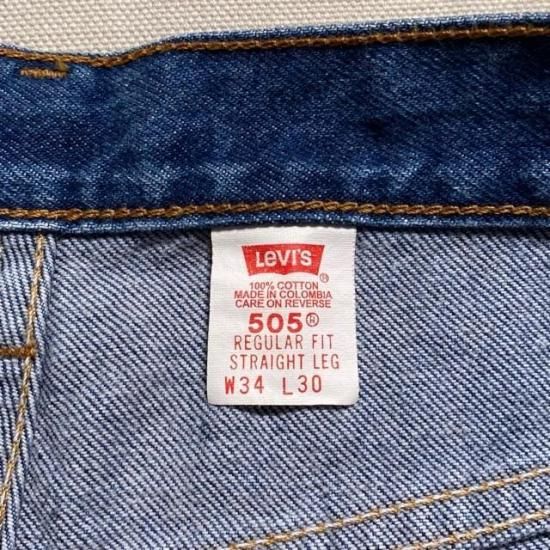 Levi's
®
100% COTTON
MADE IN COLOMBIA
CARE ON REVERSE
505®
REGULAR FIT
STRAIGHT LEG
W34 L30